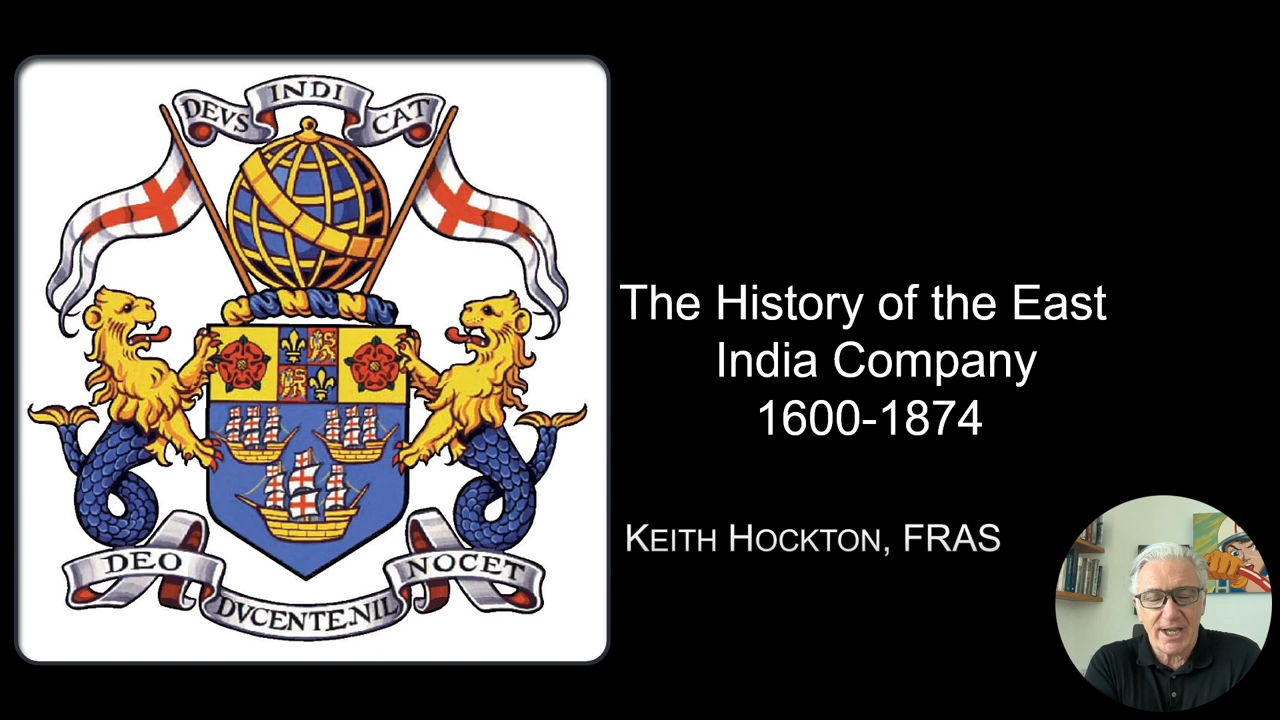 DEVS INDI CAT
The History of the East
India Company
1600-1874
KEITH HOCKTON, FRAS
DEO DVCENTE NIL NOCET